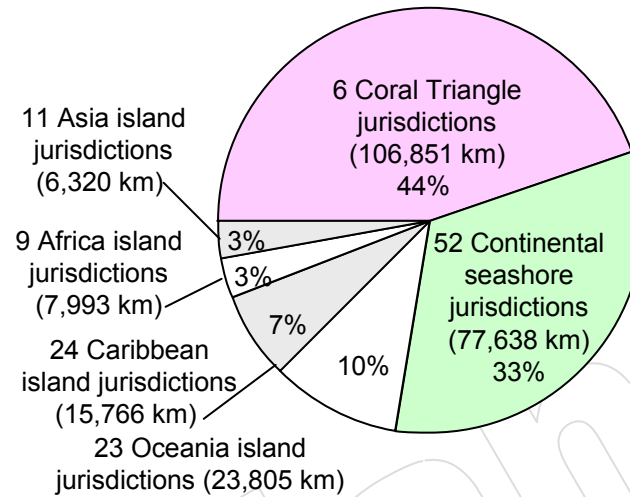 6 Coral Triangle
jurisdictions
(106,851 km)
44%
11 Asia island
jurisdictions
(6,320 km)
3%
9 Africa island
jurisdictions
(7,993 km)
3%
52 Continental
seashore
jurisdictions
(77,638 km)
33%
7%
24 Caribbean
island jurisdictions
(15,766 km)
10%
23 Oceania island
jurisdictions (23,805 km)